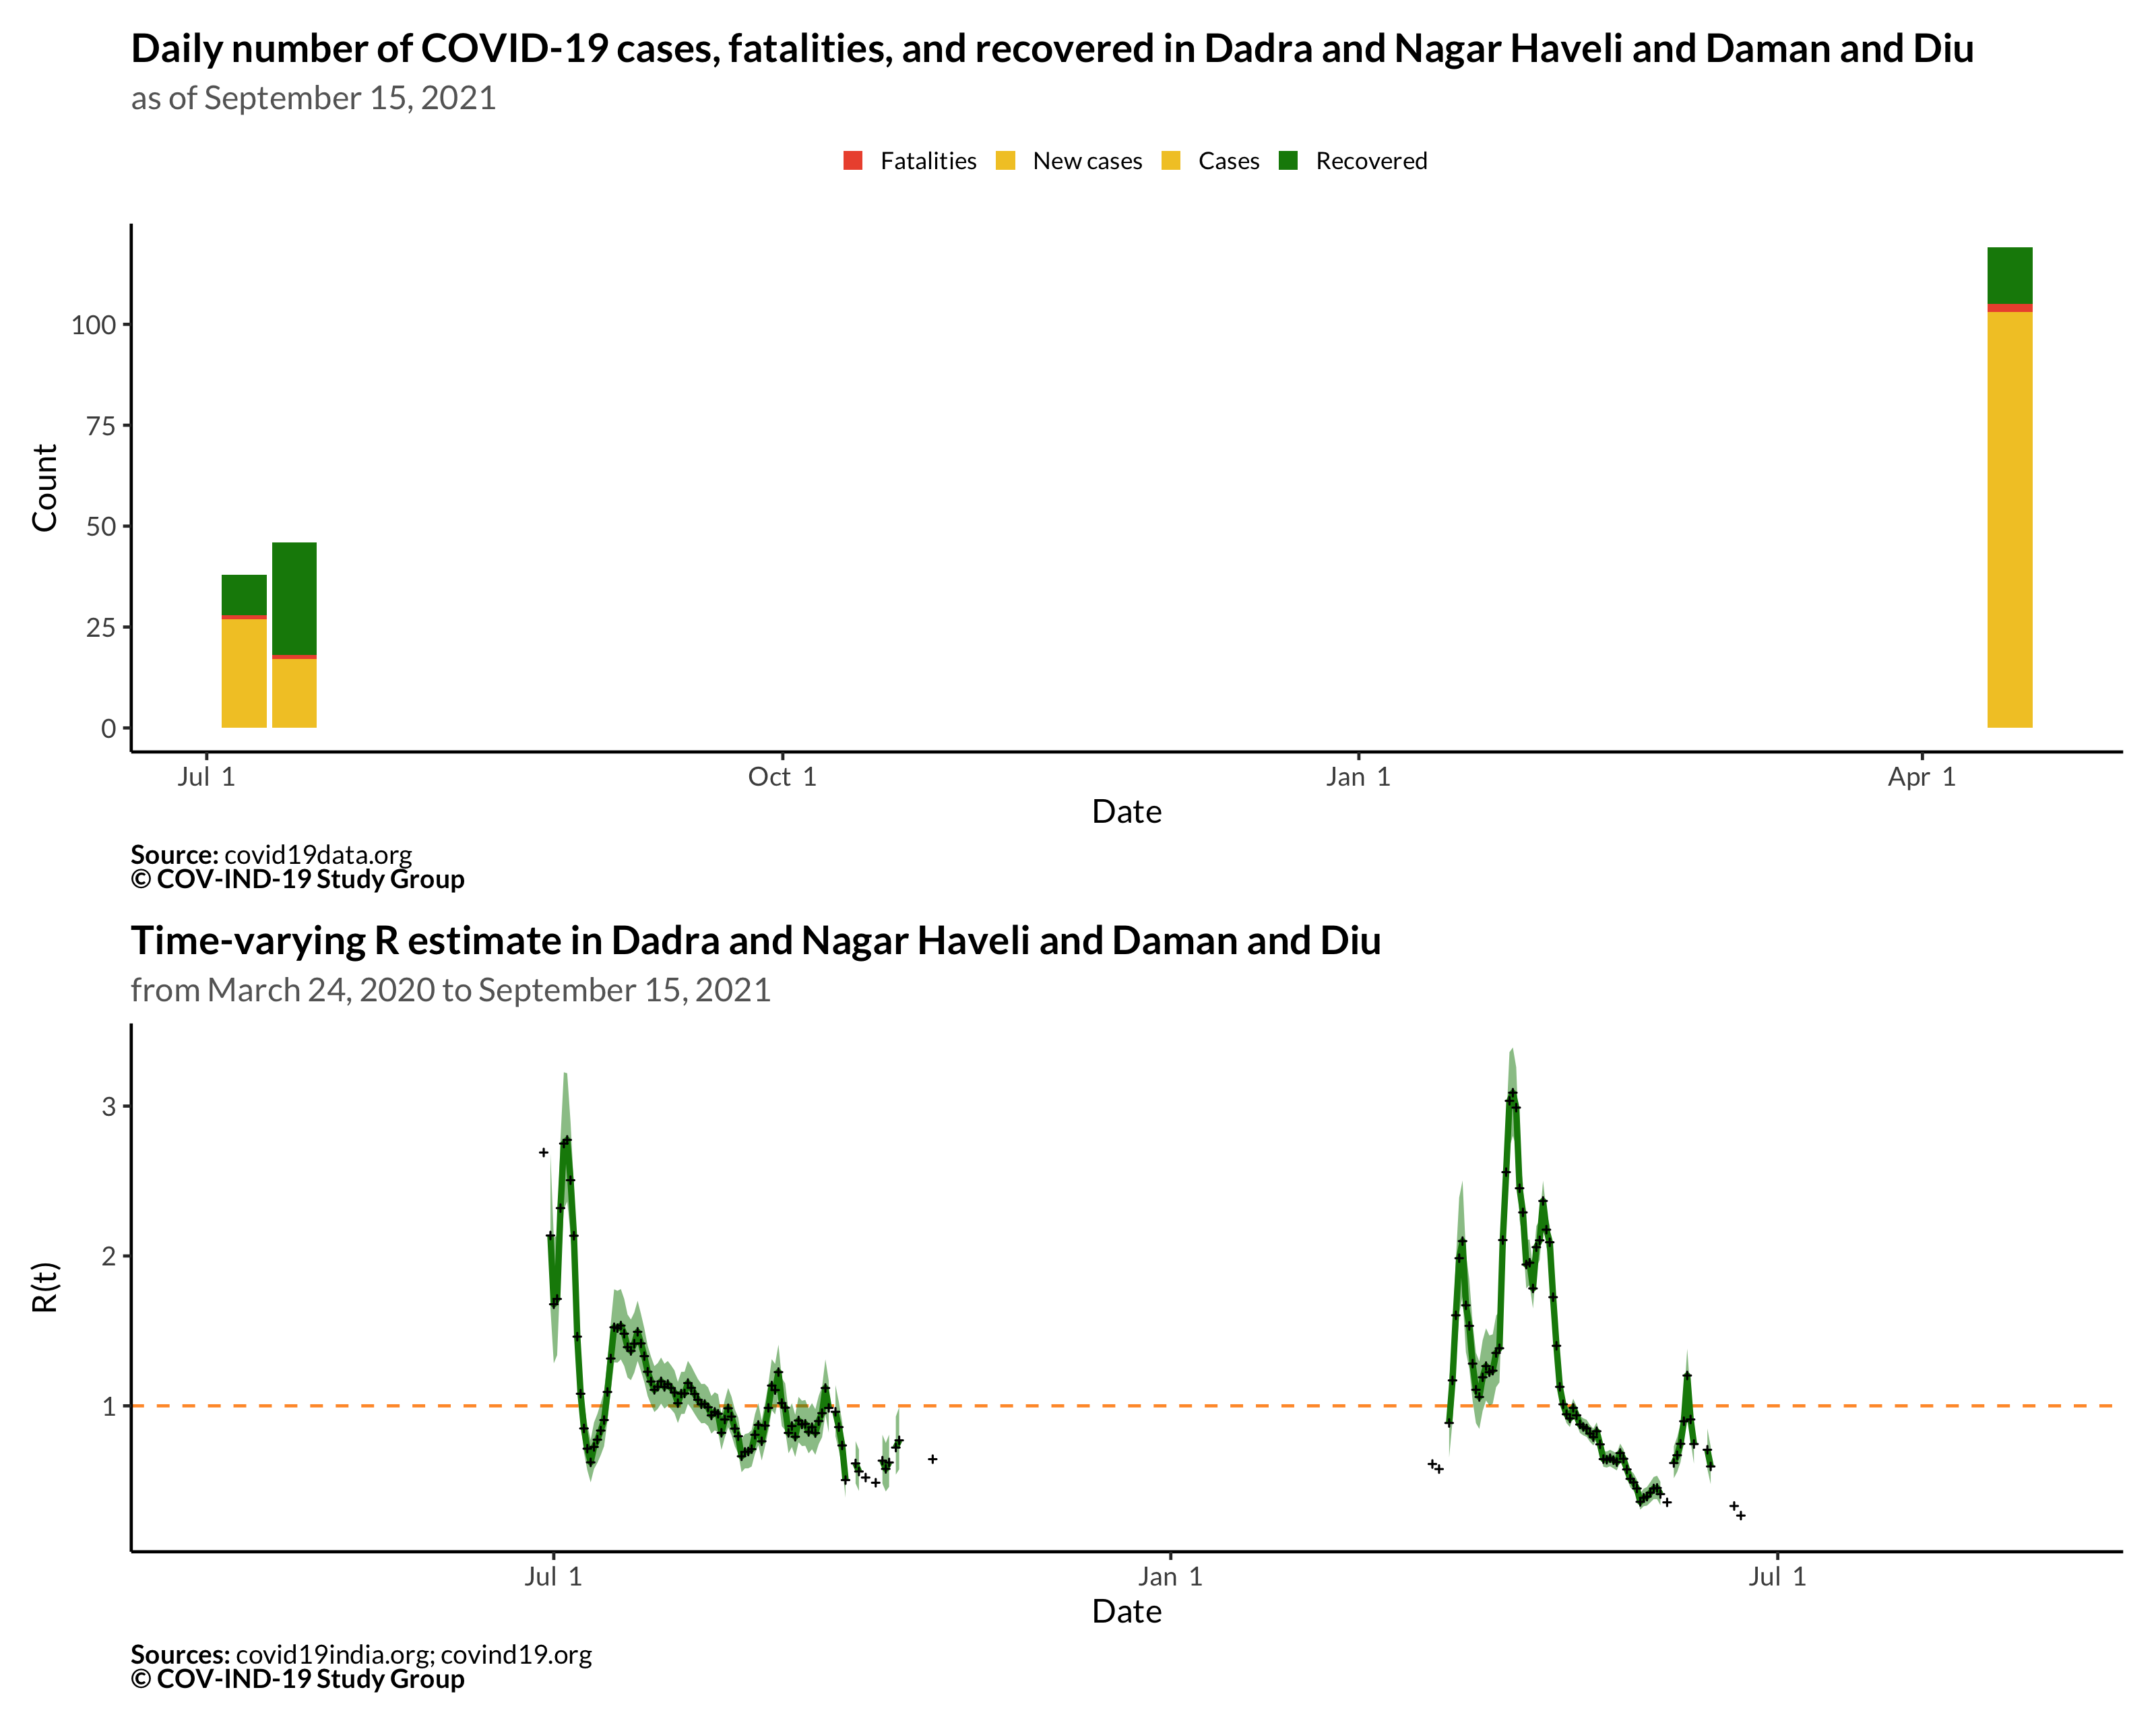 Daily number of COVID-19 cases, fatalities, and recovered in Dadra and Nagar Haveli and Daman and Diu
as of September 15, 2021
Fatalities New cases Cases Recovered
Count
100
75
50
25
0
Jul 1 Oct 1 Jan 1 Apr 1
Date
Source: covid19data.org
© COV-IND-19 Study Group
Time-varying R estimate in Dadra and Nagar Haveli and Daman and Diu
from March 24, 2020 to September 15, 2021
R(t)
3
2
1
Jul 1 Jan 1 Jul 1
Date
Sources: covid19india.org; covind19.org
© COV-IND-19 Study Group